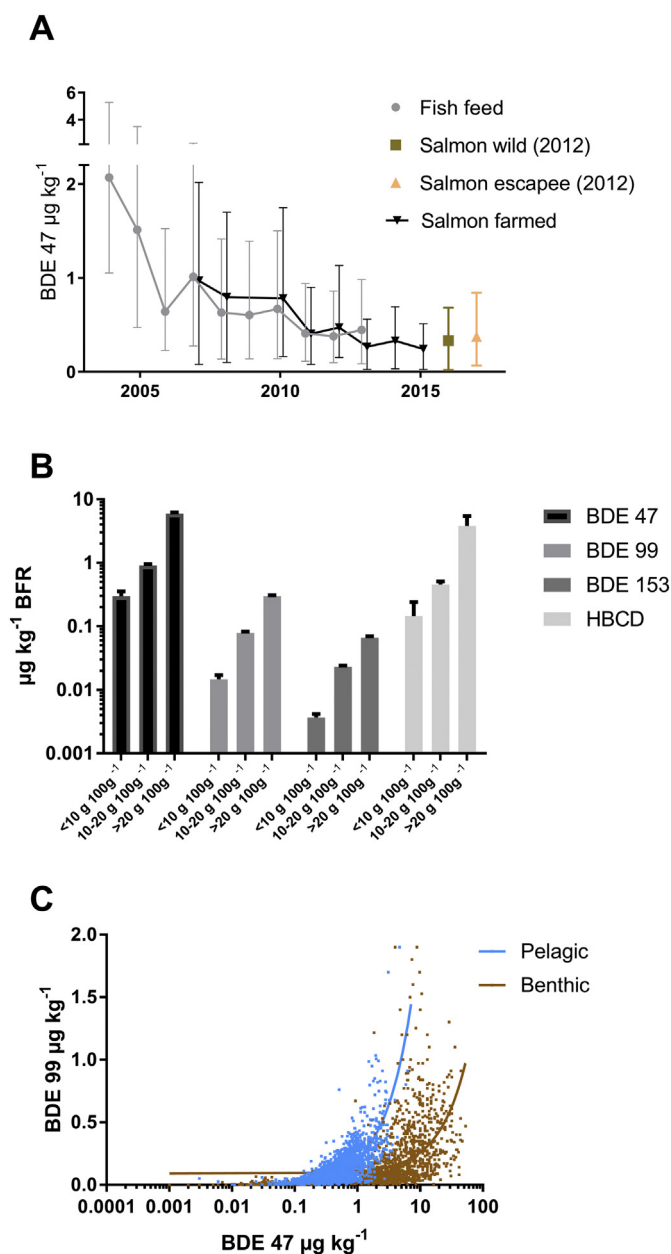 A
BDE 47 µg kg-1
6
4
2
1
0
2005
2010
2015
Fish feed
Salmon wild (2012)
Salmon escapee (2012)
Salmon farmed
B
µg kg-1 BFR
10
1
0.1
0.01
0.001
<10 g 100g-1
10-20 g 100g-1
>20 g 100g-1
<10 g 100g-1
10-20 g 100g-1
>20 g 100g-1
<10 g 100g-1
10-20 g 100g-1
>20 g 100g-1
<10 g 100g-1
10-20 g 100g-1
>20 g 100g-1
BDE 47
BDE 99
BDE 153
HBCD
C
BDE 99 µg kg-1
2.0
1.5
1.0
0.5
0.0
0.0001
0.001
0.01
0.1
1
10
100
BDE 47 µg kg-1
Pelagic
Benthic